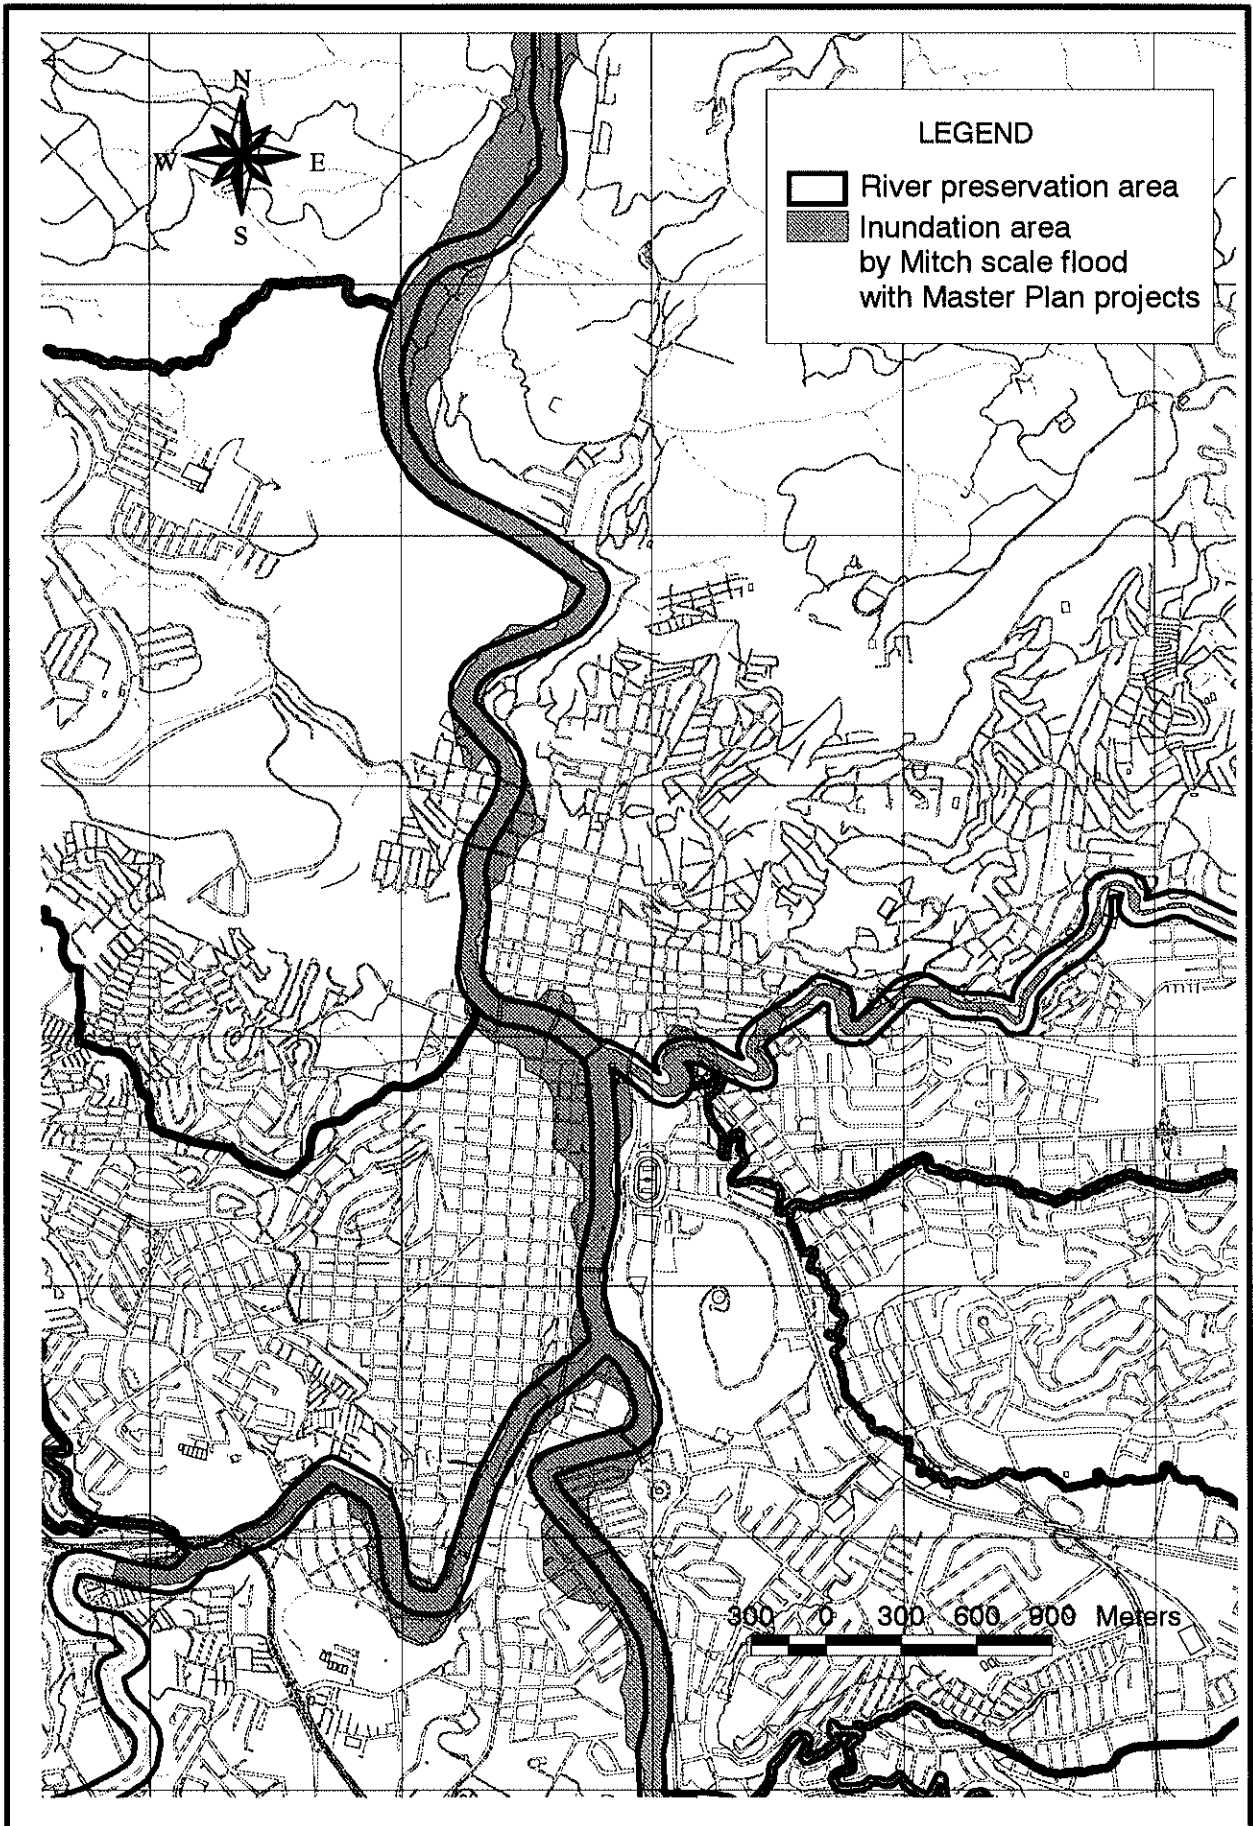 N
W E
S
LEGEND
River preservation area
Inundation area
by Mitch scale flood
with Master Plan projects
300 0 300 600 900 Meters